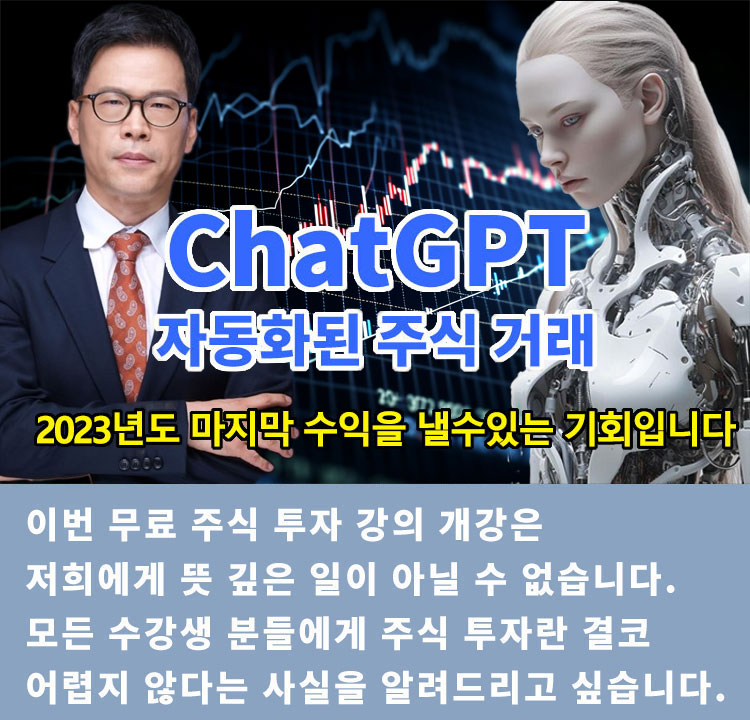 ChatGPT
자동화된 주식 거래
2023년도 마지막 수익을 낼수있는 기회입니다
이번 무료 주식 투자 강의 개강은
저희에게 뜻 깊은 일이 아닐 수 없습니다.
모든 수강생 분들에게 주식 투자란 결코
어렵지 않다는 사실을 알려드리고 싶습니다.